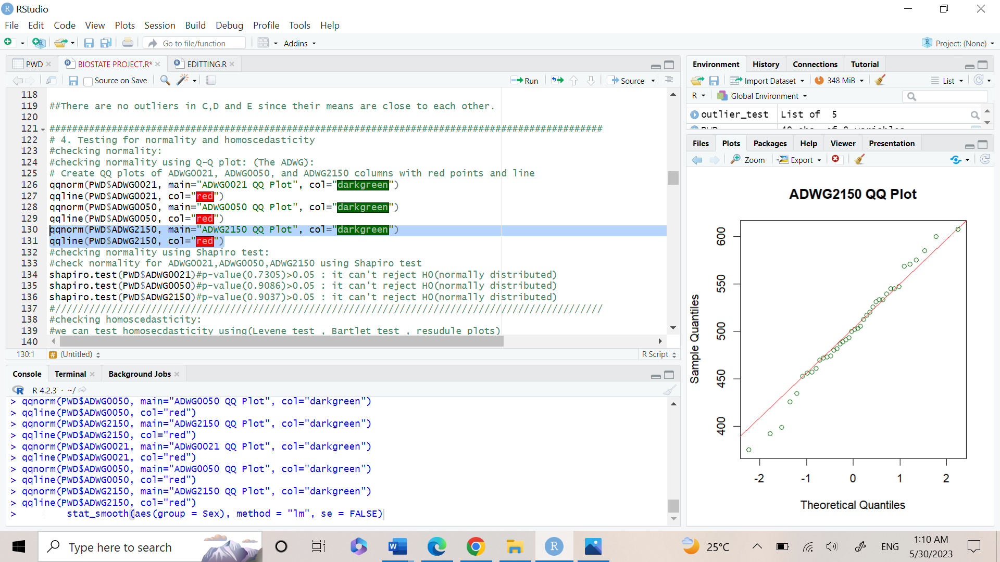 RStudio
File Edit Code View Plots Session Build Debug Profile Tools Help
Go to file/function Addins Project: (None)
PWD BIOSTATE PROJECT.R* EDITTING.R
Source on Save Run Source
118
119 ##There are no outliers in C,D and E since their means are close to each other.
120
121 ##################################################################################################
122 # 4. Testing for normality and homoscedasticity
123 #checking normality:
124 #checking normality using Q-Q plot: (The ADWG):
125 # Create QQ plots of ADWG0021, ADWG0050, and ADWG2150 columns with red points and line
126 qqnorm(PWD$ADWG0021, main="ADWG0021 QQ Plot", col="darkgreen")
127 qqline(PWD$ADWG0021, col="red")
128 qqnorm(PWD$ADWG0050, main="ADWG0050 QQ Plot", col="darkgreen")
129 qqline(PWD$ADWG0050, col="red")
130 qqnorm(PWD$ADWG2150, main="ADWG2150 QQ Plot", col="darkgreen")
131 qqline(PWD$ADWG2150, col="red")
132 #checking normality using Shapiro test:
133 #check normality for ADWG0021,ADWG0050,ADWG2150 using Shapiro test
134 shapiro.test(PWD$ADWG0021)#p-value(0.7305)>0.05 : it can't reject H0(normally distributed)
135 shapiro.test(PWD$ADWG0050)#p-value(0.9086)>0.05 : it can't reject H0(normally distributed)
136 shapiro.test(PWD$ADWG2150)#p-value(0.9037)>0.05 : it can't reject H0(normally distributed)
137 #/////////////////////////////////////////////////////////////////////////////////////////////////
138 #checking homoscedasticity:
139 #we can test homosecdasticity using(Levene test , Bartlet test , resudule plots)
140
130:1 # (Untitled) R Script
Console Terminal Background Jobs
R 4.2.3 · ~/
> qqnorm(PWD$ADWG0050, main="ADWG0050 QQ Plot", col="darkgreen")
> qqline(PWD$ADWG0050, col="red")
> qqnorm(PWD$ADWG2150, main="ADWG2150 QQ Plot", col="darkgreen")
> qqline(PWD$ADWG2150, col="red")
> qqnorm(PWD$ADWG0021, main="ADWG0021 QQ Plot", col="darkgreen")
> qqline(PWD$ADWG0021, col="red")
> qqnorm(PWD$ADWG0050, main="ADWG0050 QQ Plot", col="darkgreen")
> qqline(PWD$ADWG0050, col="red")
> qqnorm(PWD$ADWG2150, main="ADWG2150 QQ Plot", col="darkgreen")
> qqline(PWD$ADWG2150, col="red")
> stat_smooth(aes(group = Sex), method = "lm", se = FALSE)
Environment History Connections Tutorial
Import Dataset 348 MiB List
R Global Environment
outlier_test List of 5
Files Plots Packages Help Viewer Presentation
Zoom Export
ADWG2150 QQ Plot
Sample Quantiles
600
550
500
450
400
-2 -1 0 1 2
Theoretical Quantiles
Type here to search
25°C
ENG
1:10 AM
5/30/2023